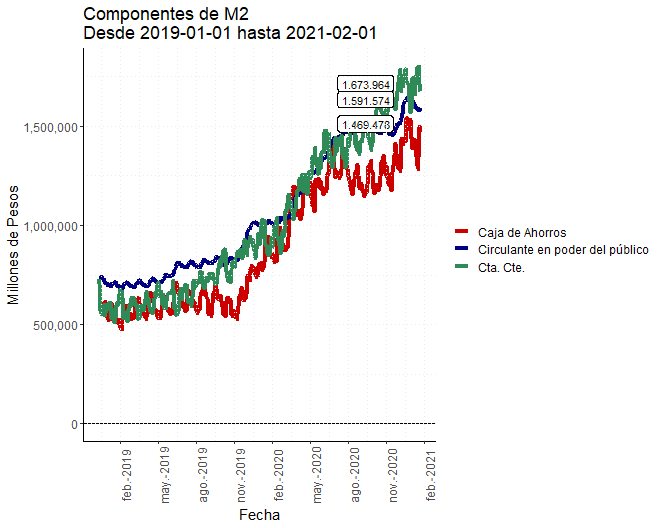 Componentes de M2
Desde 2019-01-01 hasta 2021-02-01
1.673.964
1.591.574
1.469.473
1,500,000
1,000,000
500,000
0
Millones de Pesos
feb.-2019
may.-2019
ago.-2019
nov.-2019
feb.-2020
may.-2020
ago.-2020
nov.-2020
feb.-2021
Fecha
Caja de Ahorros
Circulante en poder del público
Cta. Cte.